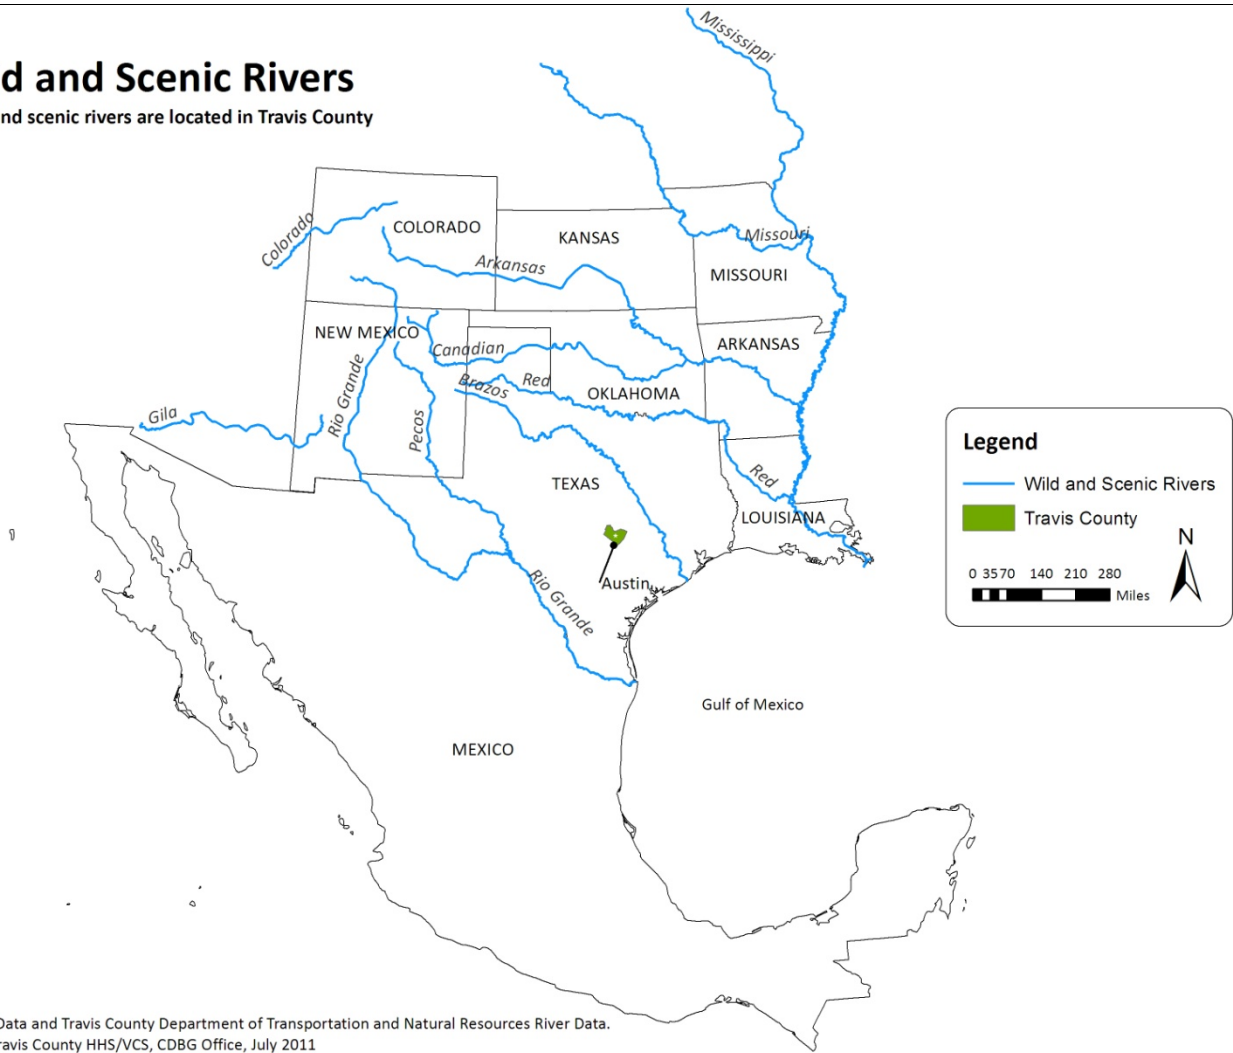 Mississippi
d and Scenic Rivers
nd scenic rivers are located in Travis County
Colorado
COLORADO
KANSAS
Missouri
Arkansas
MISSOURI
NEW MEXICO
Canadian
ARKANSAS
Rio Grande
Brazos
Red
OKLAHOMA
Gila
Pecos
Red
TEXAS
LOUISIANA
Austin
Rio Grande
Gulf of Mexico
MEXICO
Legend
Wild and Scenic Rivers
Travis County
N
0 35 70 140 210 280
Miles
Data and Travis County Department of Transportation and Natural Resources River Data.
ravis County HHS/VCS, CDBG Office, July 2011